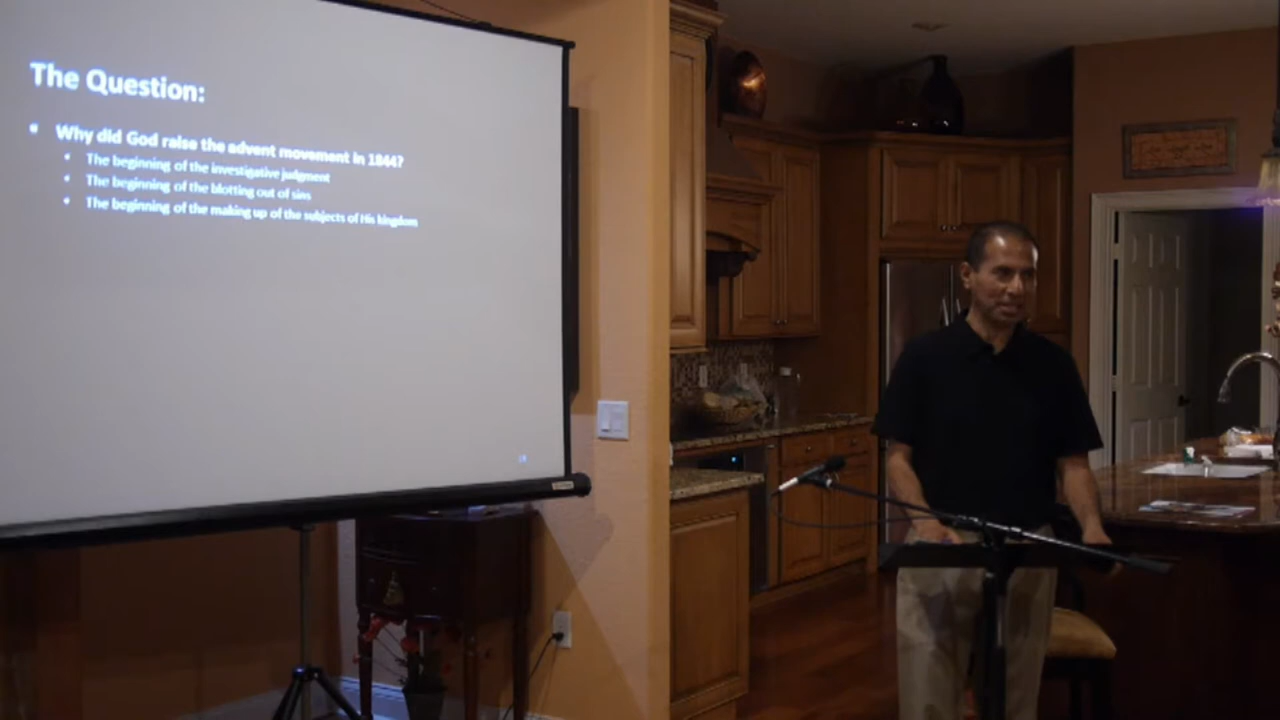 The Question:
Why did God raise the advent movement in 1844?
The beginning of the investigative judgment
The beginning of the blotting out of sins
The beginning of the making up of the subjects of His kingdom